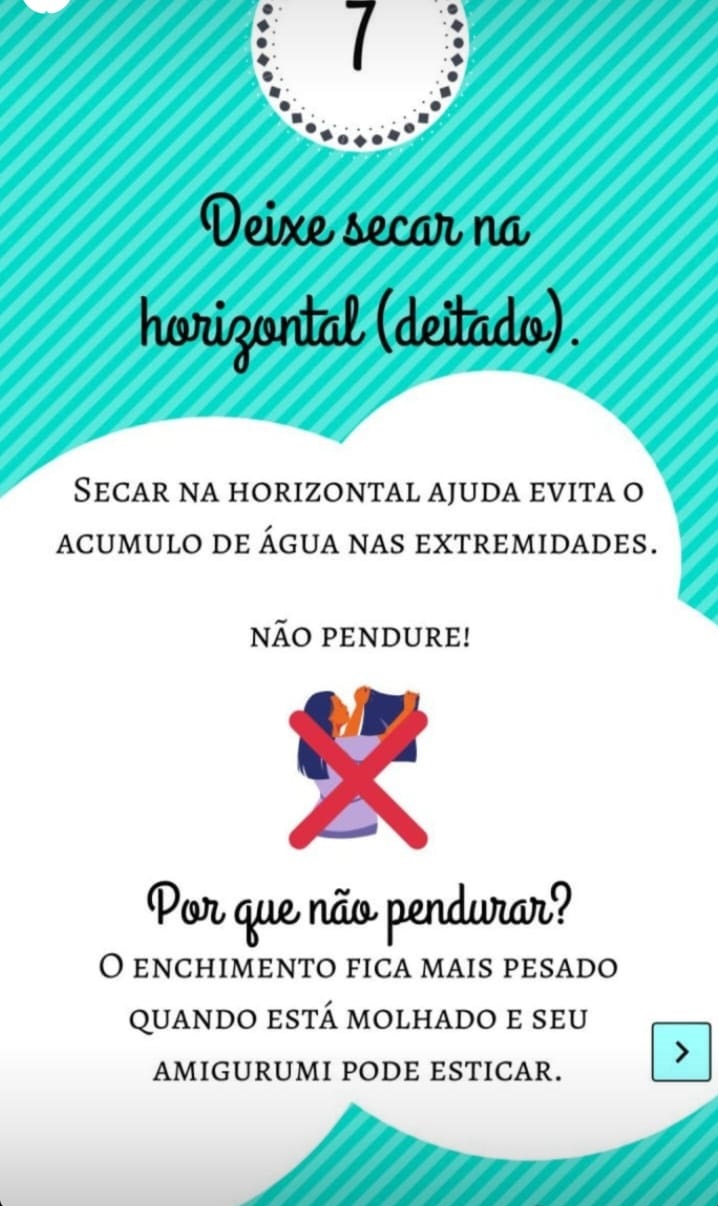 7
Deixe secar na
horizontal (deitado).
Secar na horizontal ajuda evita o
acumulo de água nas extremidades.
não pendure!
Por que não pendurar?
O enchimento fica mais pesado
quando está molhado e seu
amigurumi pode esticar.